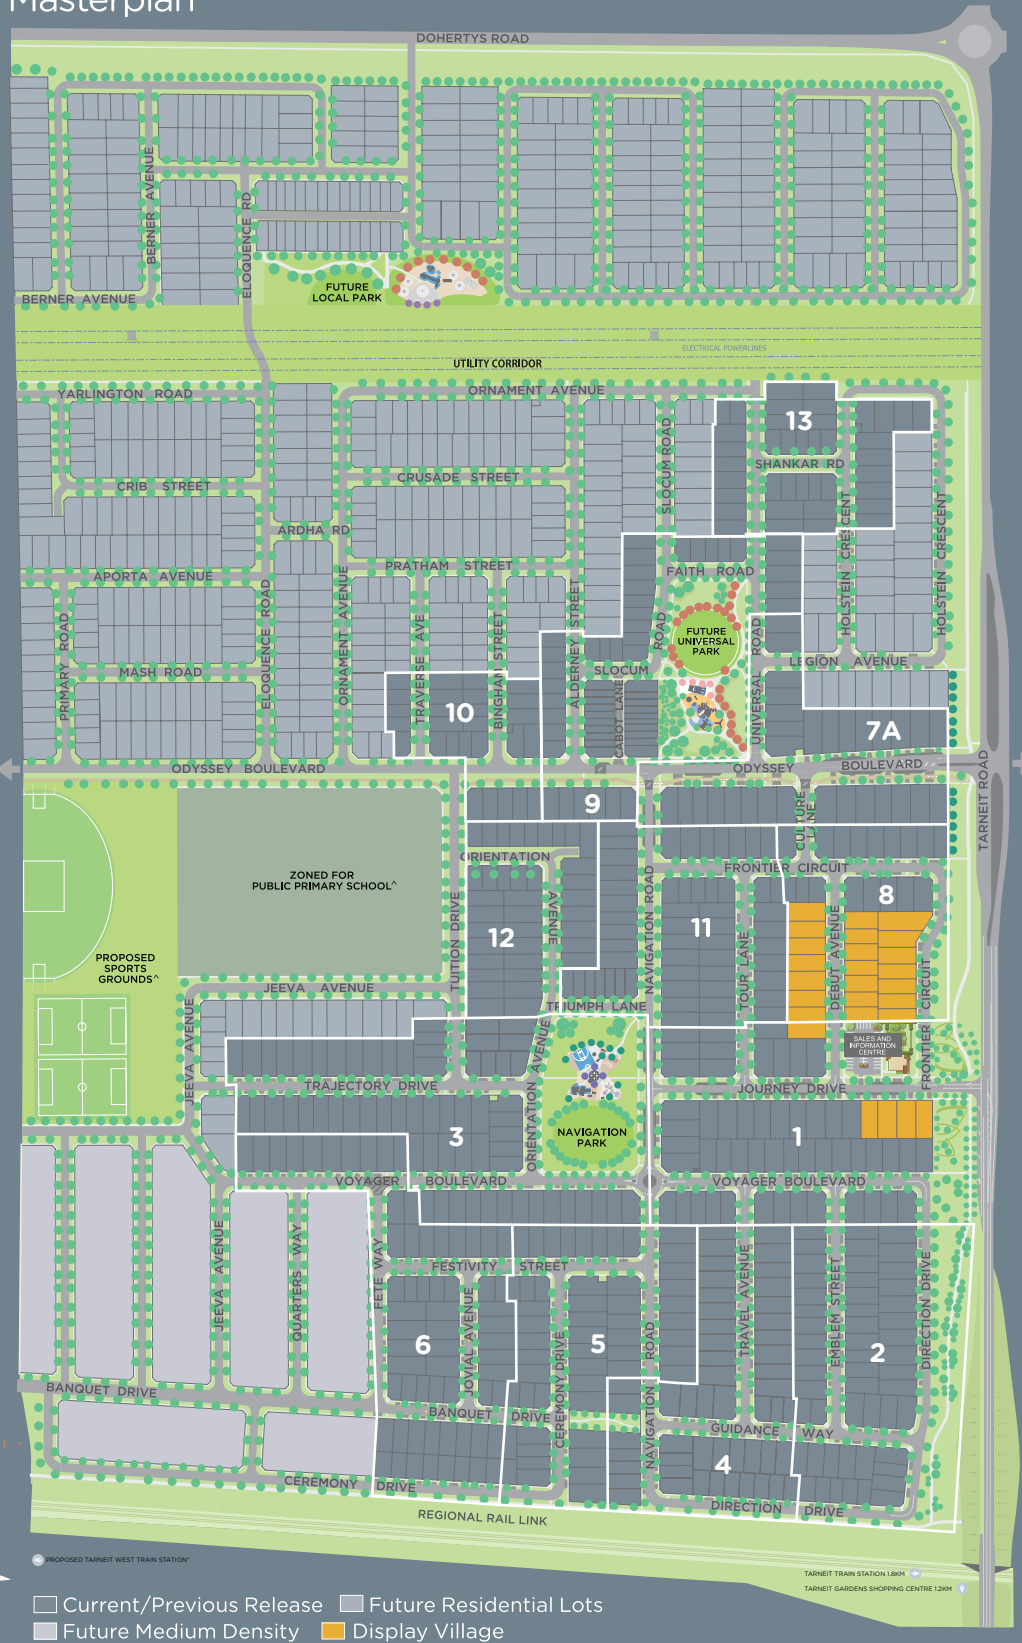 Masterplan
DOHERTYS ROAD
BERNER AVENUE
ELOQUENCE RD
BERNER AVENUE
FUTURE
LOCAL PARK
ELECTRICAL POWERLINES
UTILITY CORRIDOR
YARLINGTON ROAD
ORNAMENT AVENUE
13
SLOCUM ROAD
SHANKAR RD
CRUSADE STREET
CRIB STREET
HOLSTEIN CRESCENT
HOLSTEIN CRESCENT
ARDHA RD
PRATHAM STREET
FAITH ROAD
APORTA AVENUE
PRIMARY ROAD
ELOQUENCE ROAD
ORNAMENT AVENUE
TRAVERSE AVE
BINGHAM STREET
ALDERNEY STREET
ROAD
FUTURE
UNIVERSAL
PARK
UNIVERSAL ROAD
LEGION AVENUE
MASH ROAD
SLOCUM
CABOT LANE
10
7A
ODYSSEY BOULEVARD
ODYSSEY BOULEVARD
TARNEIT ROAD
9
CULTURE
LANE
ORIENTATION
AVENUE
FRONTIER CIRCUIT
ZONED FOR
PUBLIC PRIMARY SCHOOL^
TUITION DRIVE
NAVIGATION ROAD
8
11
12
TOUR LANE
DEBUT AVENUE
FRONTIER CIRCUIT
PROPOSED
SPORTS
GROUNDS^
JEEVA AVENUE
JEEVA AVENUE
TRIUMPH LANE
ORIENTATION AVENUE
SALES AND
INFORMATION
CENTRE
TRAJECTORY DRIVE
JOURNEY DRIVE
3
NAVIGATION
PARK
1
VOYAGER BOULEVARD
VOYAGER BOULEVARD
JEEVA AVENUE
QUARTERS WAY
FETE WAY
FESTIVITY STREET
JOVIAL AVENUE
CEREMONY DRIVE
NAVIGATION ROAD
TRAVEL AVENUE
EMBLEM STREET
DIRECTION DRIVE
6
5
2
BANQUET DRIVE
BANQUET DRIVE
GUIDANCE WAY
4
CEREMONY DRIVE
DIRECTION DRIVE
REGIONAL RAIL LINK
PROPOSED TARNEIT WEST TRAIN STATION^
TARNEIT TRAIN STATION 1.8KM
TARNEIT GARDENS SHOPPING CENTRE 1.2KM
Current/Previous Release
Future Residential Lots
Future Medium Density
Display Village